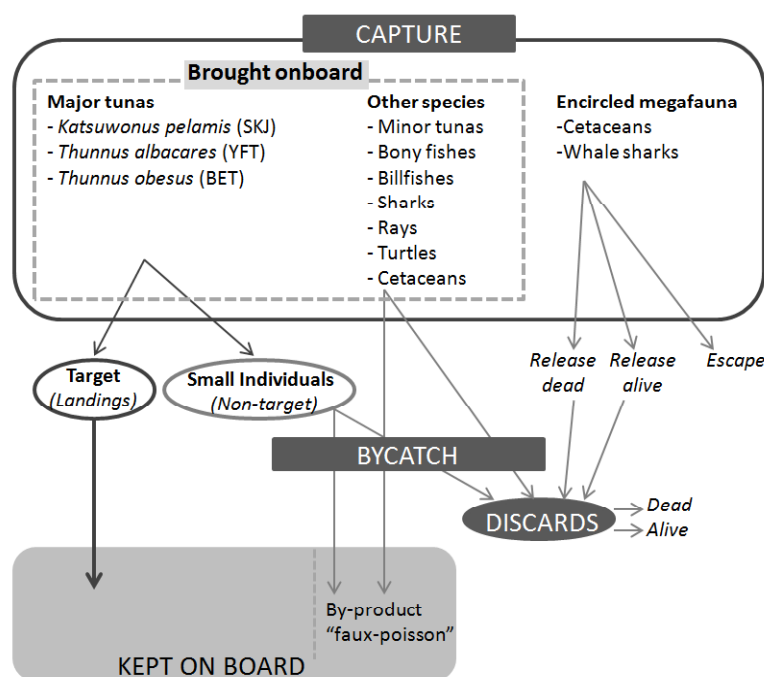 CAPTURE
Brought onboard
Major tunas
- Katsuwonus pelamis (SKJ)
- Thunnus albacares (YFT)
- Thunnus obesus (BET)
Other species
- Minor tunas
- Bony fishes
- Billfishes
- Sharks
- Rays
- Turtles
- Cetaceans
Encircled megafauna
-Cetaceans
-Whale sharks
Target
(Landings)
Small Individuals
(Non-target)
Release
dead
Release
alive
Escape
BYCATCH
DISCARDS
Dead
Alive
By-product
“faux-poisson”
KEPT ON BOARD